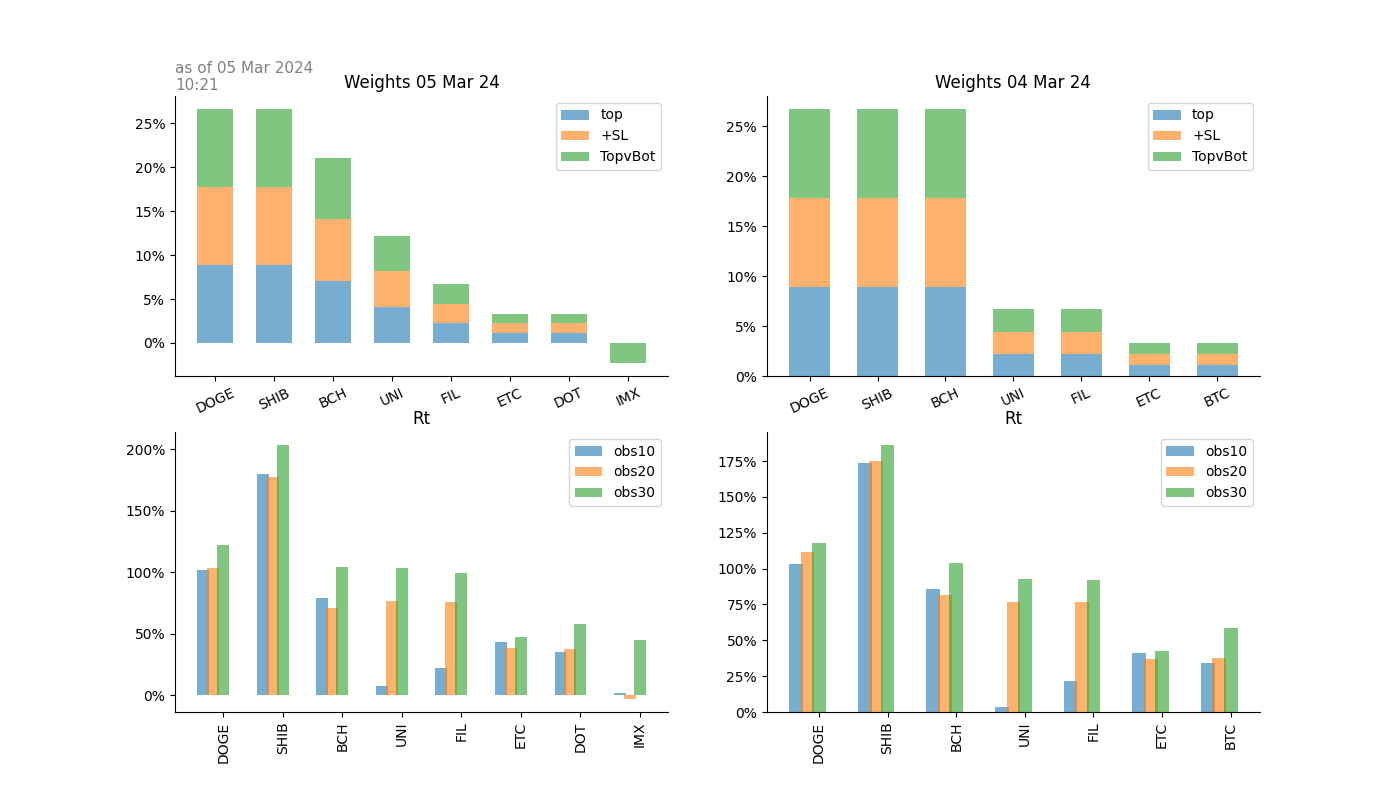 as of 05 Mar 2024
10:21
Weights 05 Mar 24
25%
20%
15%
10%
5%
0%
top
+SL
TopvBot
DOGE SHIB BCH UNI FIL ETC DOT IMX
Weights 04 Mar 24
25%
20%
15%
10%
5%
0%
top
+SL
TopvBot
DOGE SHIB BCH UNI FIL ETC BTC
Rt
200%
150%
100%
50%
0%
obs10
obs20
obs30
DOGE SHIB BCH UNI FIL ETC DOT IMX
Rt
175%
150%
125%
100%
75%
50%
25%
0%
obs10
obs20
obs30
DOGE SHIB BCH UNI FIL ETC BTC